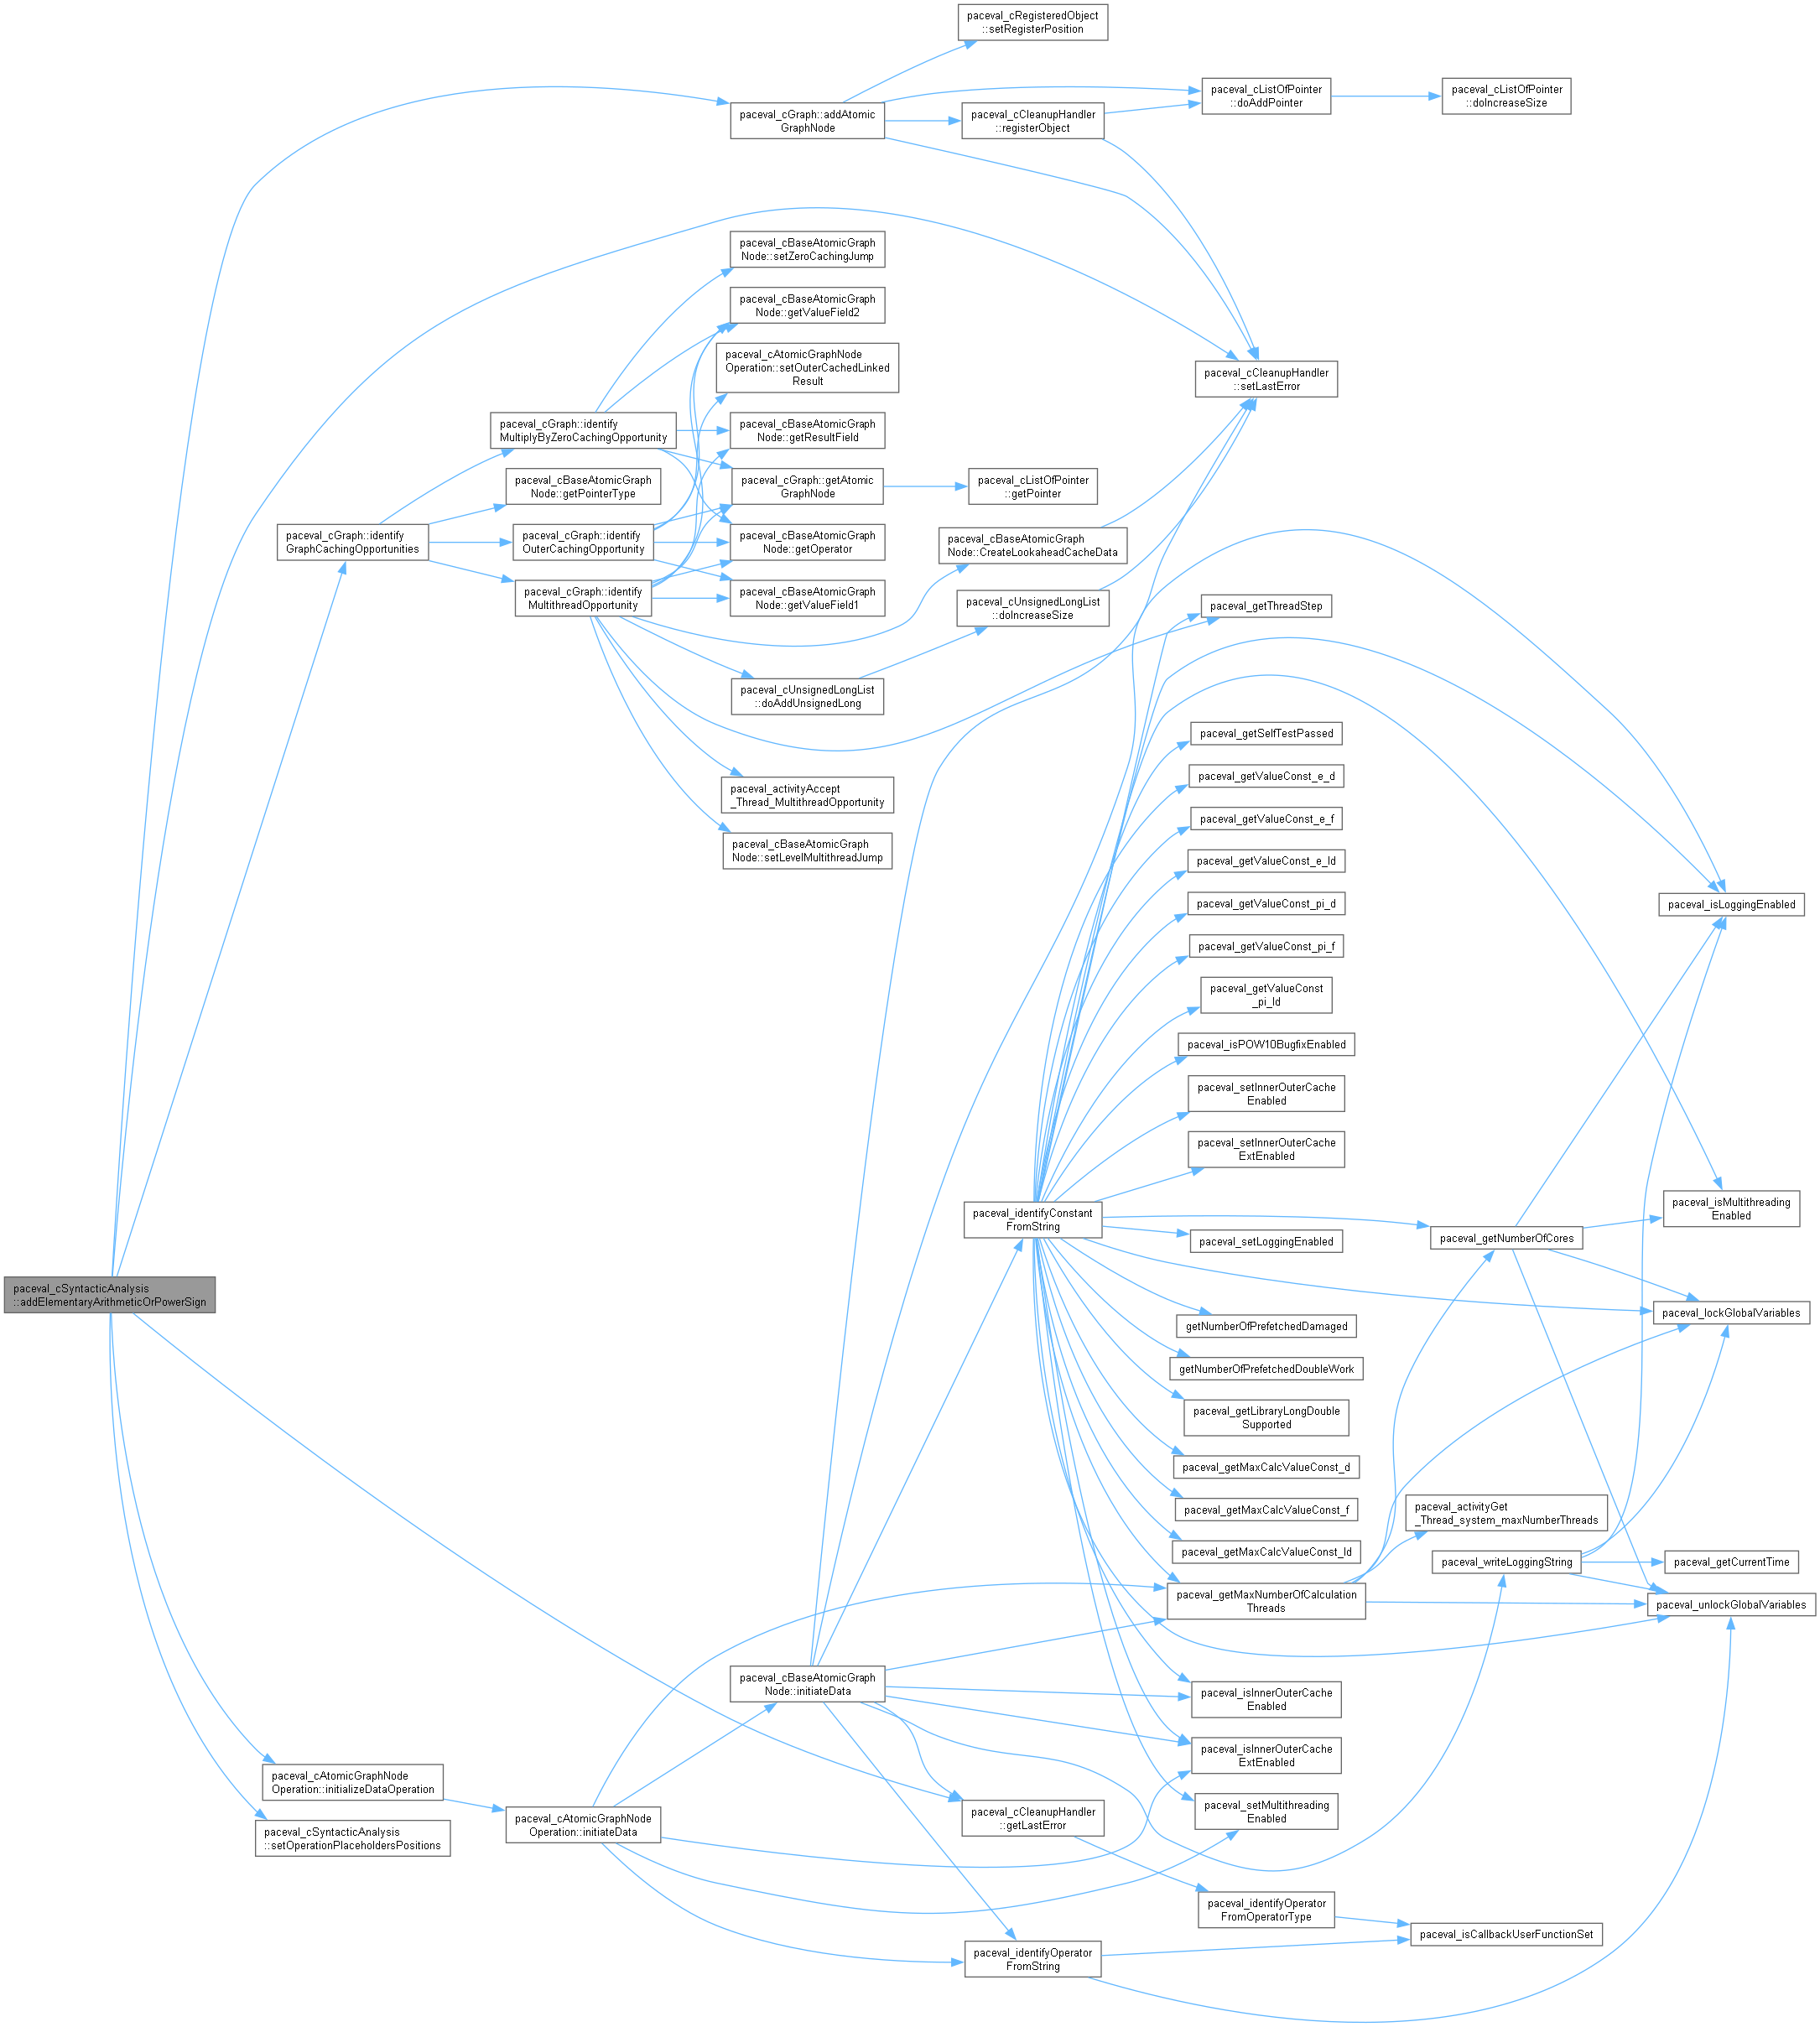 paceval_cRegisteredObject
::setRegisterPosition
paceval_cListOfPointer
::doAddPointer
paceval_cListOfPointer
::doIncreaseSize
paceval_cGraph::addAtomic
GraphNode
paceval_cCleanupHandler
::registerObject
paceval_cBaseAtomicGraph
Node::setZeroCachingJump
paceval_cBaseAtomicGraph
Node::getValueField2
paceval_cAtomicGraphNode
Operation::setOuterCachedLinked
Result
paceval_cCleanupHandler
::setLastError
paceval_cGraph::identify
MultiplyByZeroCachingOpportunity
paceval_cBaseAtomicGraph
Node::getResultField
paceval_cBaseAtomicGraph
Node::getPointerType
paceval_cGraph::getAtomic
GraphNode
paceval_cListOfPointer
::getPointer
paceval_cGraph::identify
GraphCachingOpportunities
paceval_cGraph::identify
OuterCachingOpportunity
paceval_cBaseAtomicGraph
Node::getOperator
paceval_cBaseAtomicGraph
Node::CreateLookaheadCacheData
paceval_cGraph::identify
MultithreadOpportunity
paceval_cBaseAtomicGraph
Node::getValueField1
paceval_cUnsignedLongList
::doIncreaseSize
paceval_getThreadStep
paceval_cUnsignedLongList
::doAddUnsignedLong
paceval_getSelfTestPassed
paceval_activityAccept
_Thread_MultithreadOpportunity
paceval_getValueConst_e_d
paceval_getValueConst_e_f
paceval_cBaseAtomicGraph
Node::setLevelMultithreadJump
paceval_getValueConst_e_ld
paceval_getValueConst_pi_d
paceval_isLoggingEnabled
paceval_getValueConst_pi_f
paceval_getValueConst
_pi_ld
paceval_isPOW10BugfixEnabled
paceval_setInnerOuterCache
Enabled
paceval_setInnerOuterCache
ExtEnabled
paceval_identifyConstant
FromString
paceval_isMultithreading
Enabled
paceval_setLoggingEnabled
paceval_getNumberOfCores
paceval_cSyntacticAnalysis
::addElementaryArithmeticOrPowerSign
getNumberOfPrefetchedDamaged
paceval_lockGlobalVariables
getNumberOfPrefetchedDoubleWork
paceval_getLibraryLongDouble
Supported
paceval_getMaxCalcValueConst_d
paceval_getMaxCalcValueConst_f
paceval_activityGet
_Thread_system_maxNumberThreads
paceval_getMaxCalcValueConst_ld
paceval_writeLoggingString
paceval_getCurrentTime
paceval_getMaxNumberOfCalculation
Threads
paceval_unlockGlobalVariables
paceval_cBaseAtomicGraph
Node::initiateData
paceval_isInnerOuterCache
Enabled
paceval_isInnerOuterCache
ExtEnabled
paceval_cAtomicGraphNode
Operation::initializeDataOperation
paceval_setMultithreading
Enabled
paceval_cAtomicGraphNode
Operation::initiateData
paceval_cCleanupHandler
::getLastError
paceval_cSyntacticAnalysis
::setOperationPlaceholdersPositions
paceval_identifyOperator
FromOperatorType
paceval_isCallbackUserFunctionSet
paceval_identifyOperator
FromString